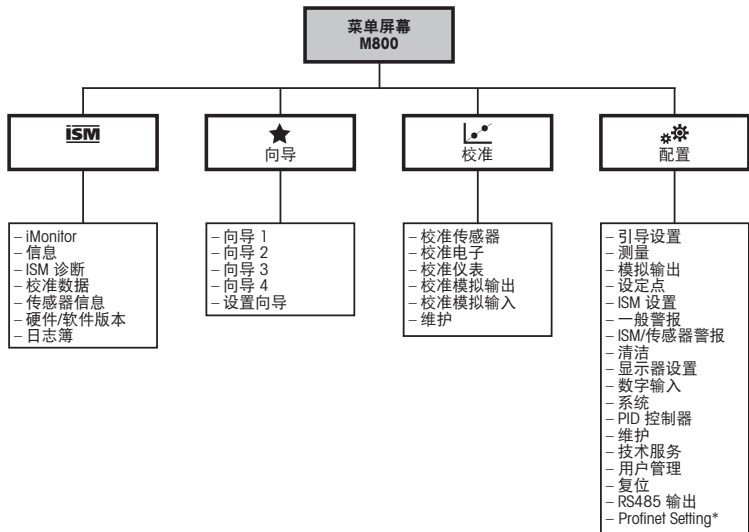 菜单屏幕
M800
iSM
向导
校准
配置
– iMonitor
– 信息
– ISM 诊断
– 校准数据
– 传感器信息
– 硬件/软件版本
– 日志簿
– 向导 1
– 向导 2
– 向导 3
– 向导 4
– 设置向导
– 校准传感器
– 校准电子
– 校准仪表
– 校准模拟输出
– 校准模拟输入
– 维护
– 引导设置
– 测量
– 模拟输出
– 设定点
– ISM 设置
– 一般警报
– ISM/传感器警报
– 清洁
– 显示器设置
– 数字输入
– 系统
– PID 控制器
– 维护
– 技术服务
– 用户管理
– 复位
– RS485 输出
– Profinet Setting*